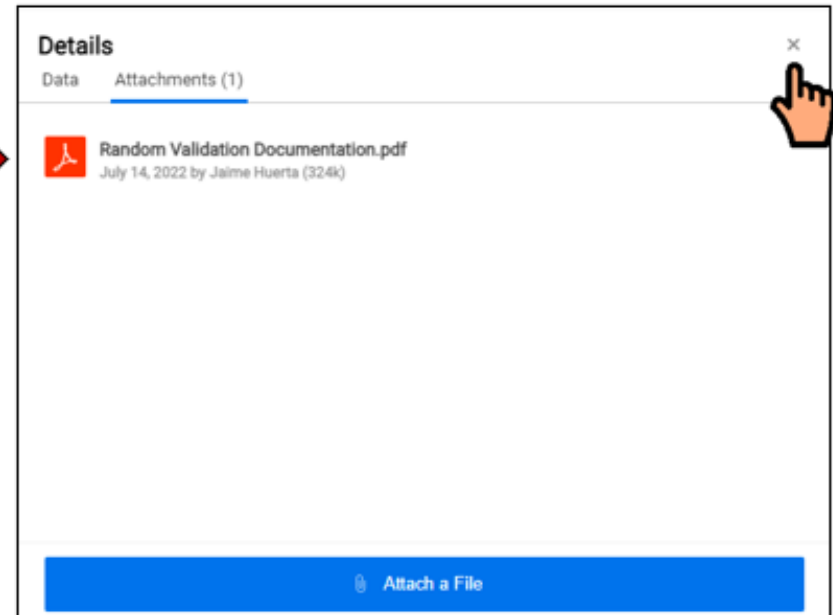 Details
×
Data Attachments (1)
Random Validation Documentation.pdf
July 14, 2022 by Jaime Huerta (324k)
Attach a File